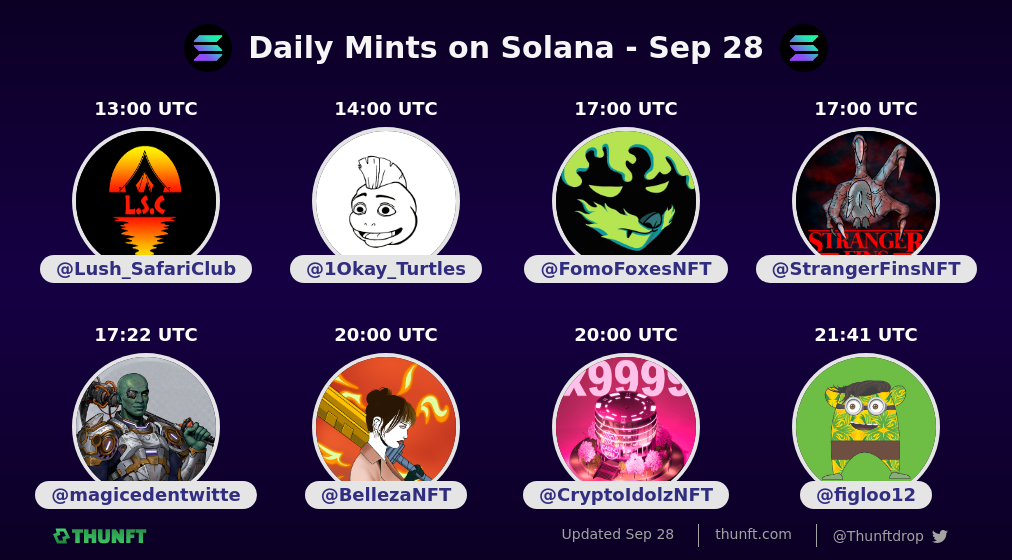 Daily Mints on Solana - Sep 28
13:00 UTC
14:00 UTC
17:00 UTC
17:00 UTC
L.S.C
STRANGER
FINS
x9999
@Lush_SafariClub
@1Okay_Turtles
@FomoFoxesNFT
@StrangerFinsNFT
17:22 UTC
20:00 UTC
20:00 UTC
21:41 UTC
@magicedentwitte
@BellezaNFT
@CryptoIdolzNFT
@figloo12
THUNFT
Updated Sep 28
thunft.com
@Thunftdrop